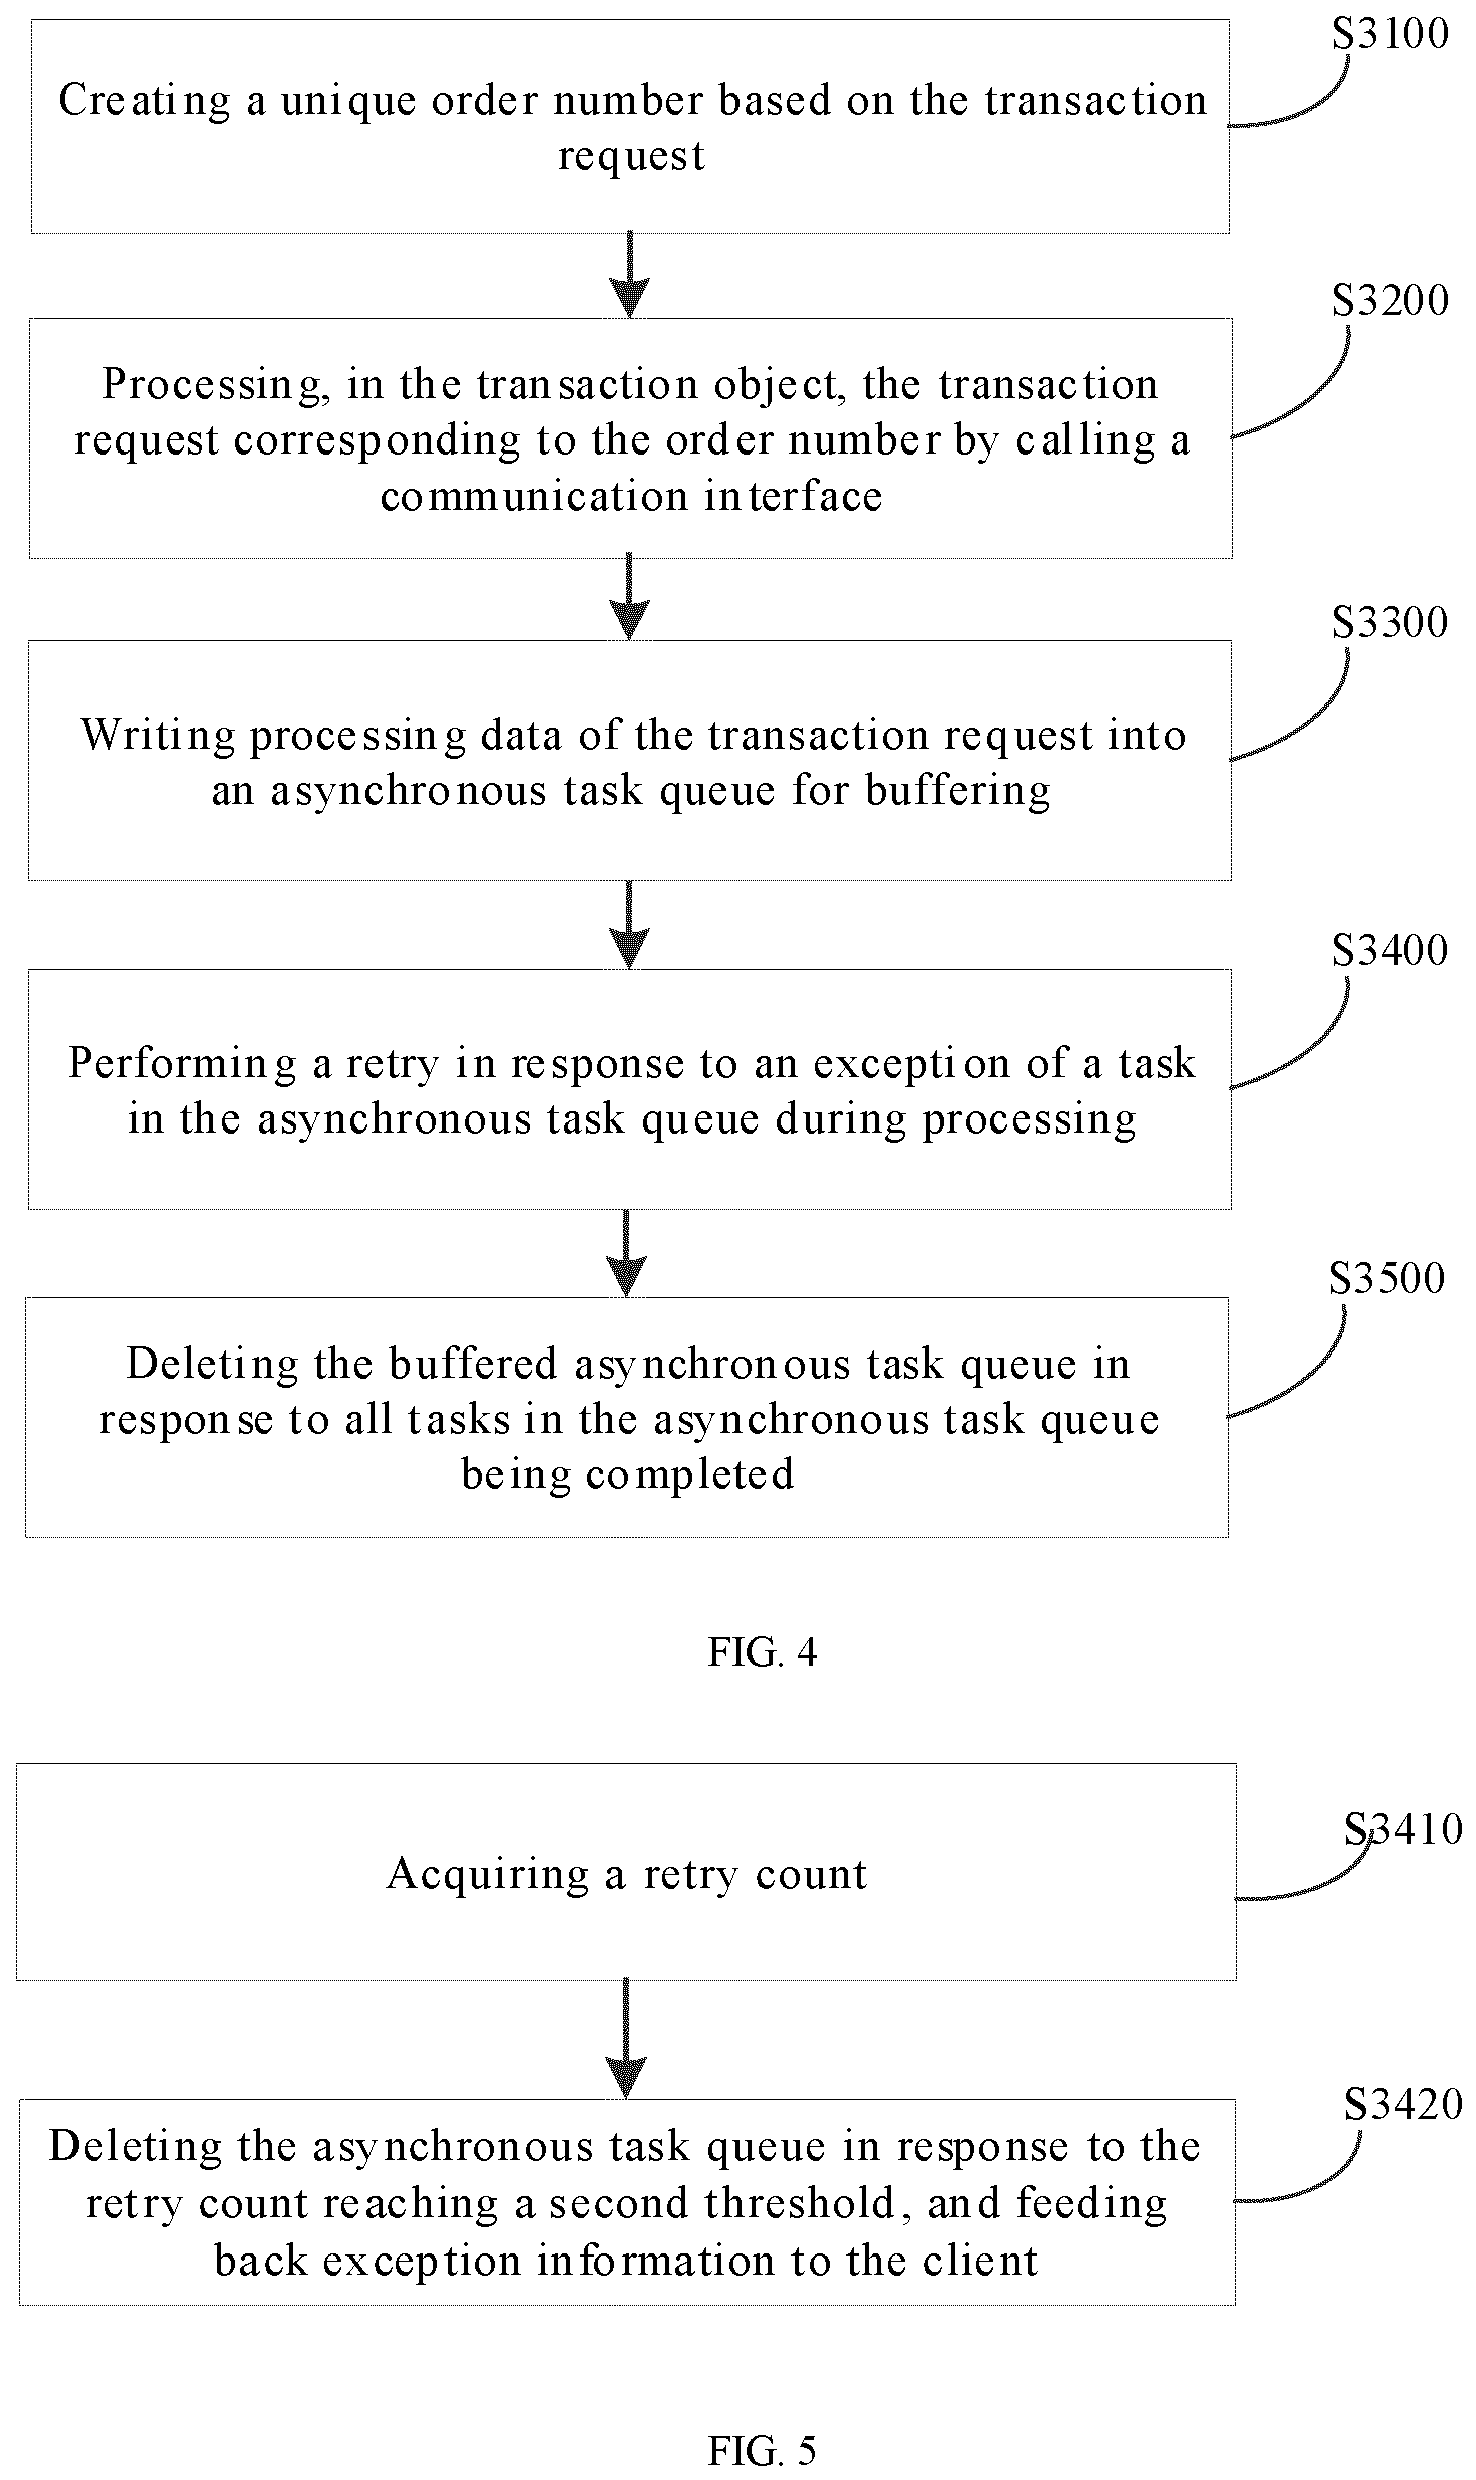 S3100
Creating a unique order number based on the transaction
request
S3200
Processing, in the transaction object, the transaction
request corresponding to the order number by calling a
communication interface
S3300
Writing processing data of the transaction request into
an asynchronous task queue for buffering
S3400
Performing a retry in response to an exception of a task
in the asynchronous task queue during processing
S3500
Deleting the buffered asynchronous task queue in
response to all tasks in the asynchronous task queue
being completed
FIG. 4
S3410
Acquiring a retry count
S3420
Deleting the asynchronous task queue in response to the
retry count reaching a second threshold, and feeding
back exception information to the client
FIG. 5